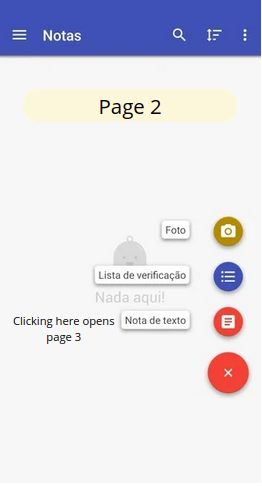 Notas
Page 2
Foto
Lista de verificação
Nada aqui!
Clicking here opens
page 3
Nota de texto